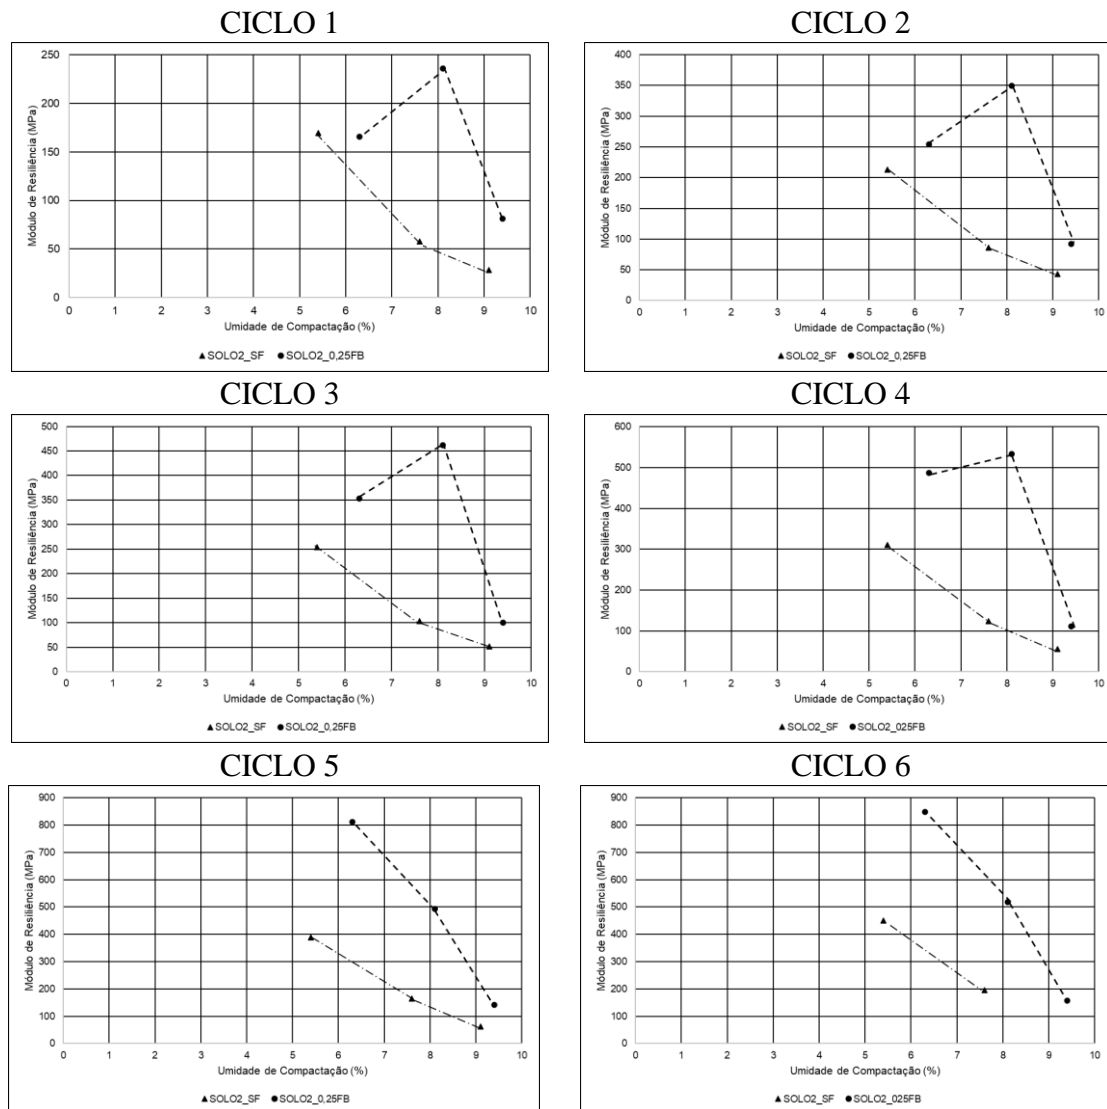 CICLO 1
250
200
150
100
50
0
Módulo de Resiliência (MPa)
0 1 2 3 4 5 6 7 8 9 10
Umidade de Compactação (%)
▲SOLO2_SF ●SOLO2_0,25FB
CICLO 2
400
350
300
250
200
150
100
50
0
Módulo de Resiliência (MPa)
0 1 2 3 4 5 6 7 8 9 10
Umidade de Compactação (%)
▲SOLO2_SF ●SOLO2_0,25FB
CICLO 3
500
450
400
350
300
250
200
150
100
50
0
Módulo de Resiliência (MPa)
0 1 2 3 4 5 6 7 8 9 10
Umidade de Compactação (%)
▲SOLO2_SF ●SOLO2_0,25FB
CICLO 4
600
500
400
300
200
100
0
Módulo de Resiliência (MPa)
0 1 2 3 4 5 6 7 8 9 10
Umidade de Compactação (%)
▲SOLO2_SF ●SOLO2_025FB
CICLO 5
900
800
700
600
500
400
300
200
100
0
Módulo de Resiliência (MPa)
0 1 2 3 4 5 6 7 8 9 10
Umidade de Compactação (%)
▲SOLO2_SF ●SOLO2_0,25FB
CICLO 6
900
800
700
600
500
400
300
200
100
0
Módulo de Resiliência (MPa)
0 1 2 3 4 5 6 7 8 9 10
Umidade de Compactação (%)
▲SOLO2_SF ●SOLO2_025FB